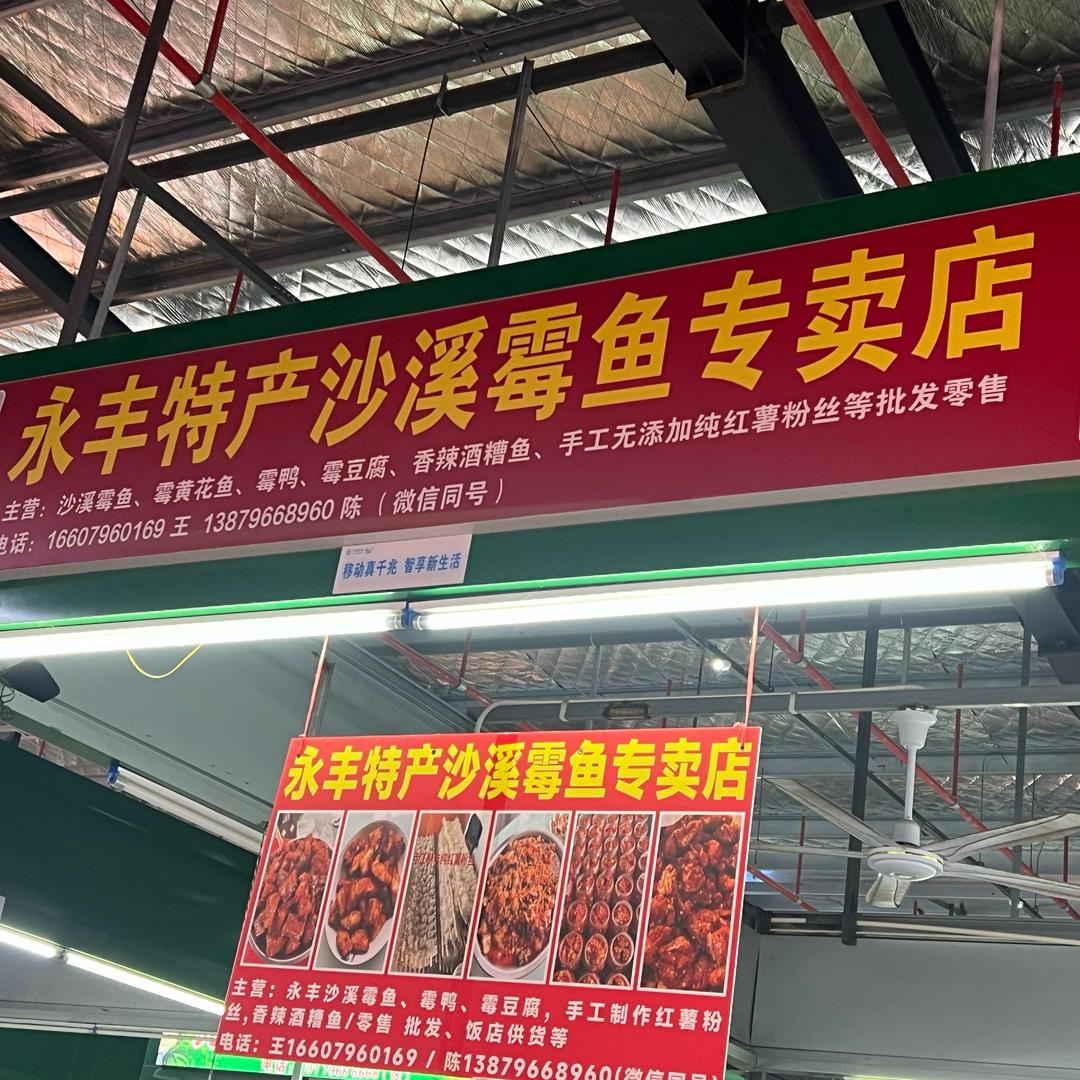 永丰特产沙溪霉鱼专卖店
主营：沙溪霉鱼、霉黄花鱼、霉鸭、霉豆腐、香辣酒糟鱼、手工无添加纯红薯粉丝等批发零售
电话：16607960169 王 13879668960 陈（微信同号）
移动真千兆 智享新生活
永丰特产沙溪霉鱼专卖店
主营：永丰沙溪霉鱼、霉鸭、霉豆腐，手工制作红薯粉
丝,香辣酒糟鱼/零售 批发、饭店供货等
电话：王16607960169 / 陈13879668960(微信同号)